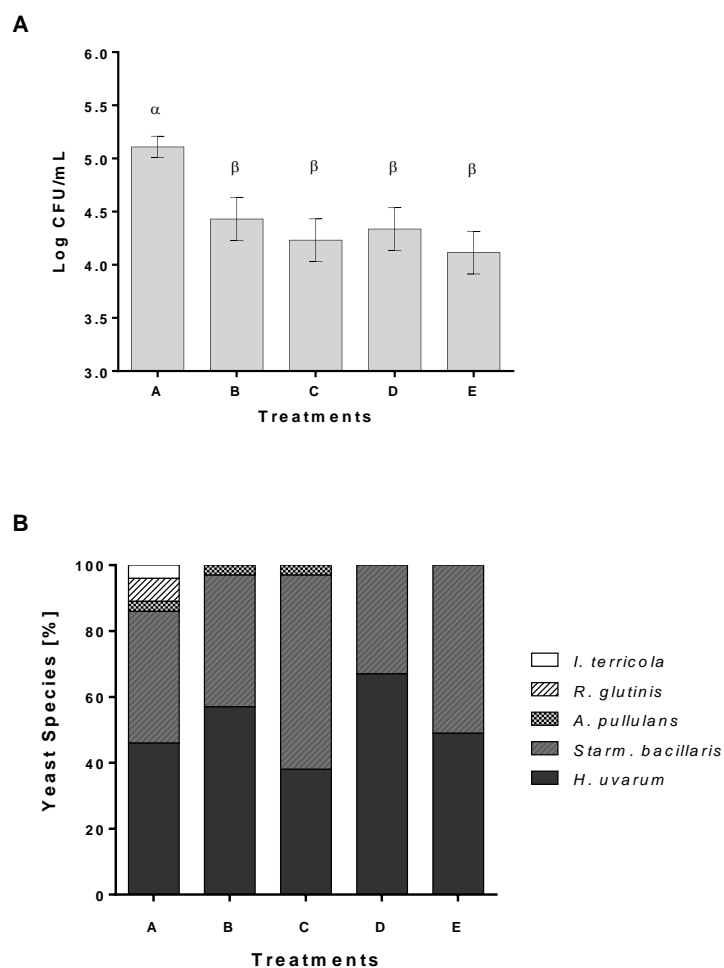 A
6.0
5.5
5.0
4.5
4.0
3.5
3.0
Log CFU/mL
α
β
β
β
β
A B C D E
Treatments
B
100
80
60
40
20
0
Yeast Species [%]
A B C D E
Treatments
I. terricola
R. glutinis
A. pullulans
Starm. bacillaris
H. uvarum